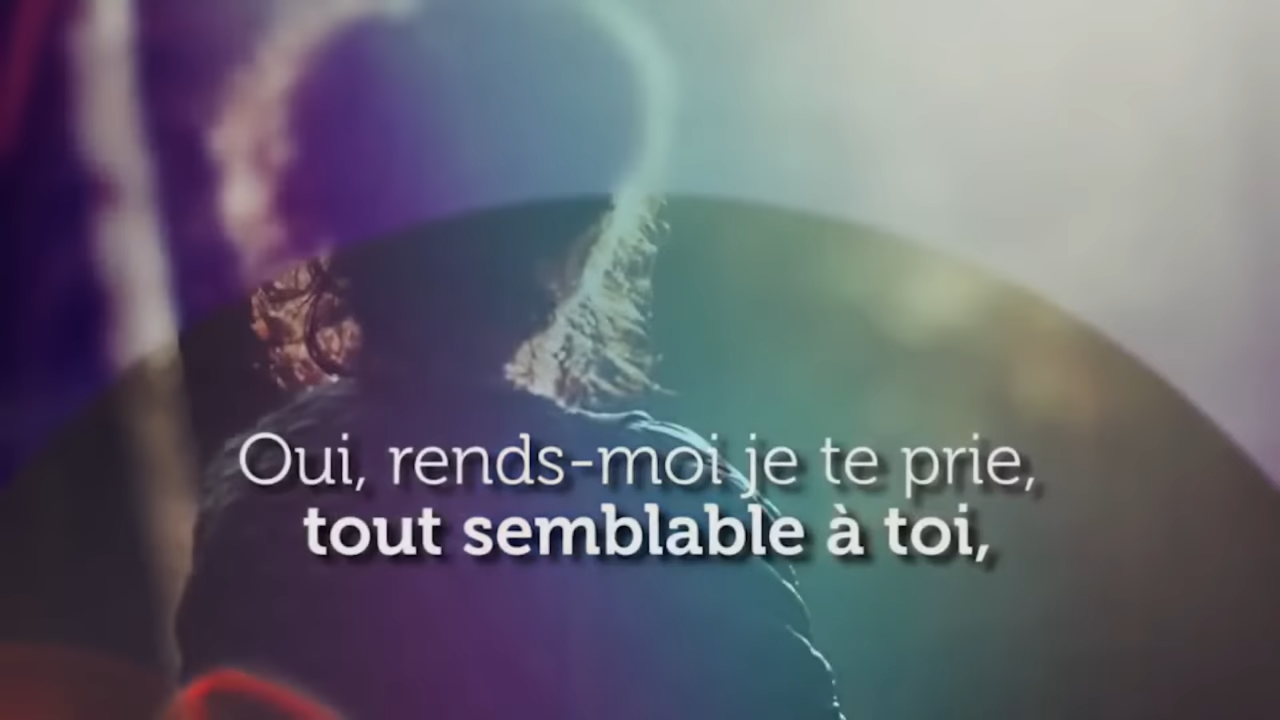 Oui, rends-moi je te prie,
tout semblable à toi,